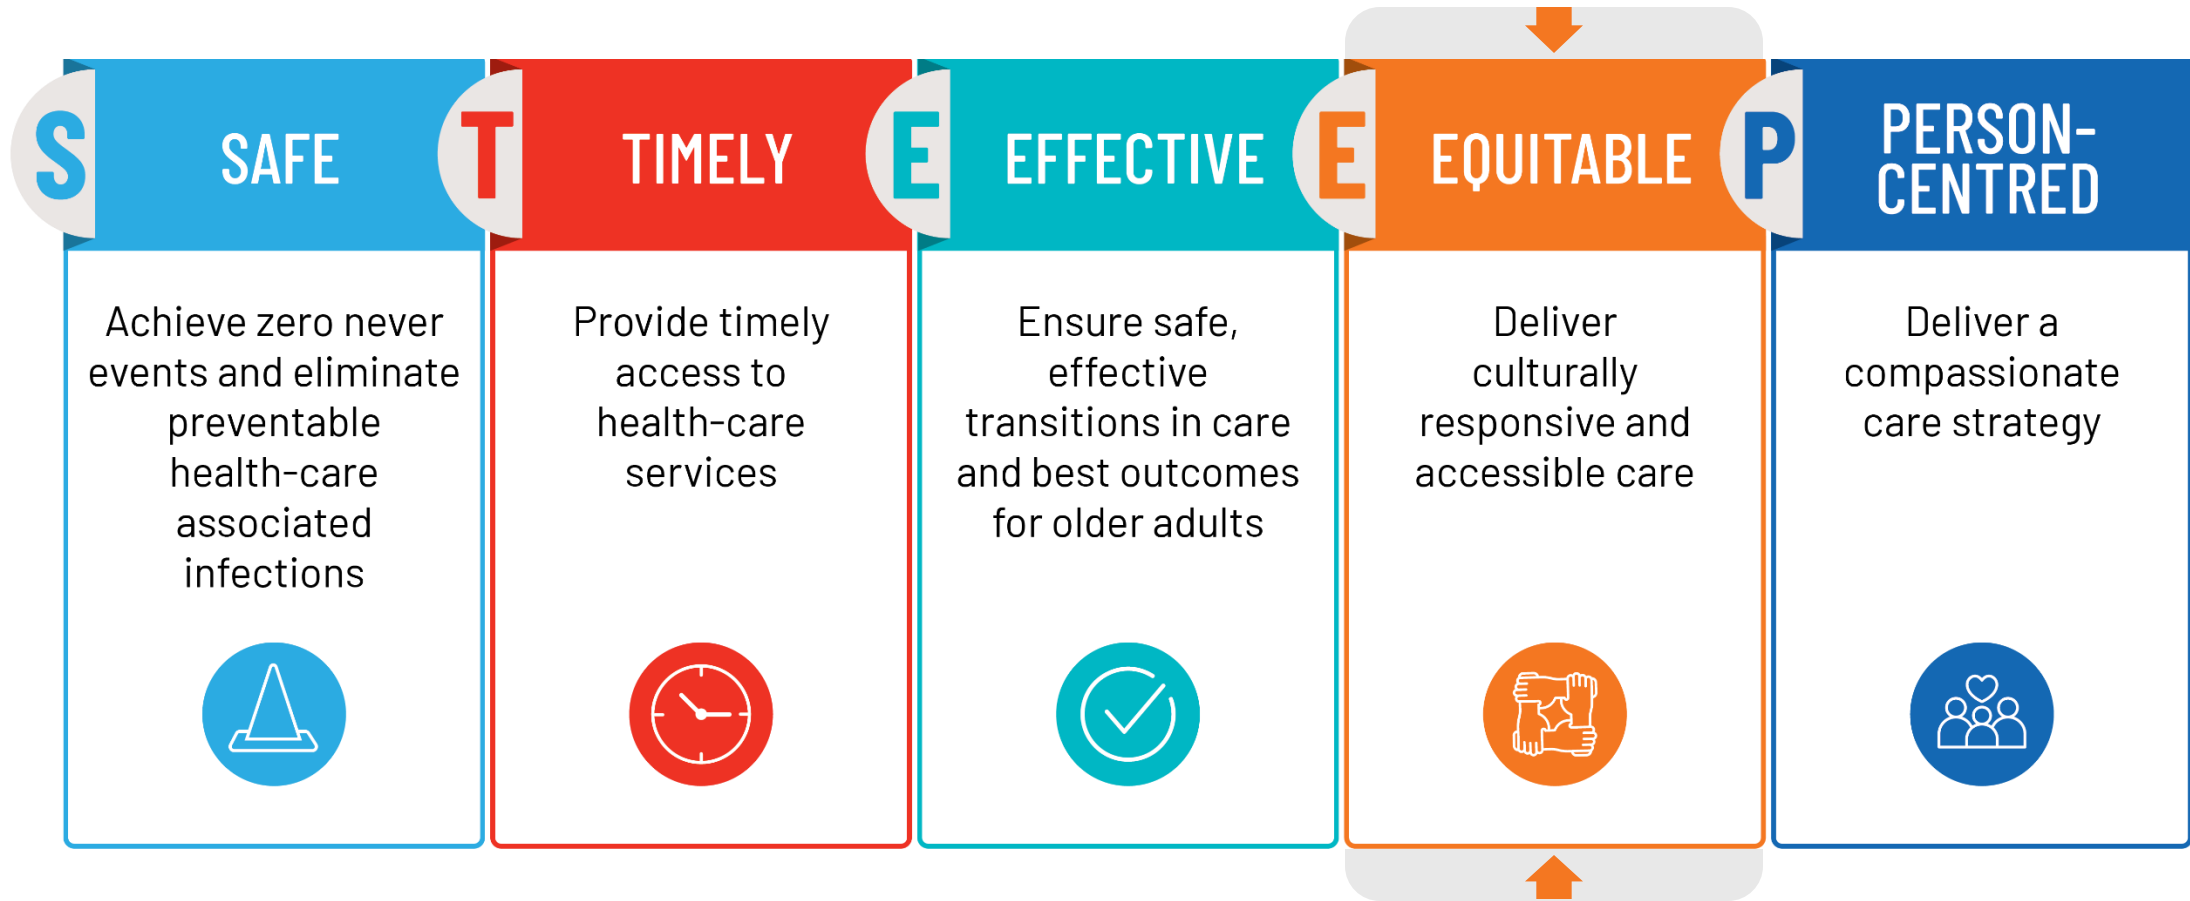 S
SAFE
Achieve zero never
events and eliminate
preventable
health-care
associated
infections
T
TIMELY
Provide timely
access to
health-care
services
E
EFFECTIVE
Ensure safe,
effective
transitions in care
and best outcomes
for older adults
E
EQUITABLE
Deliver
culturally
responsive and
accessible care
P
PERSON-
CENTRED
Deliver a
compassionate
care strategy